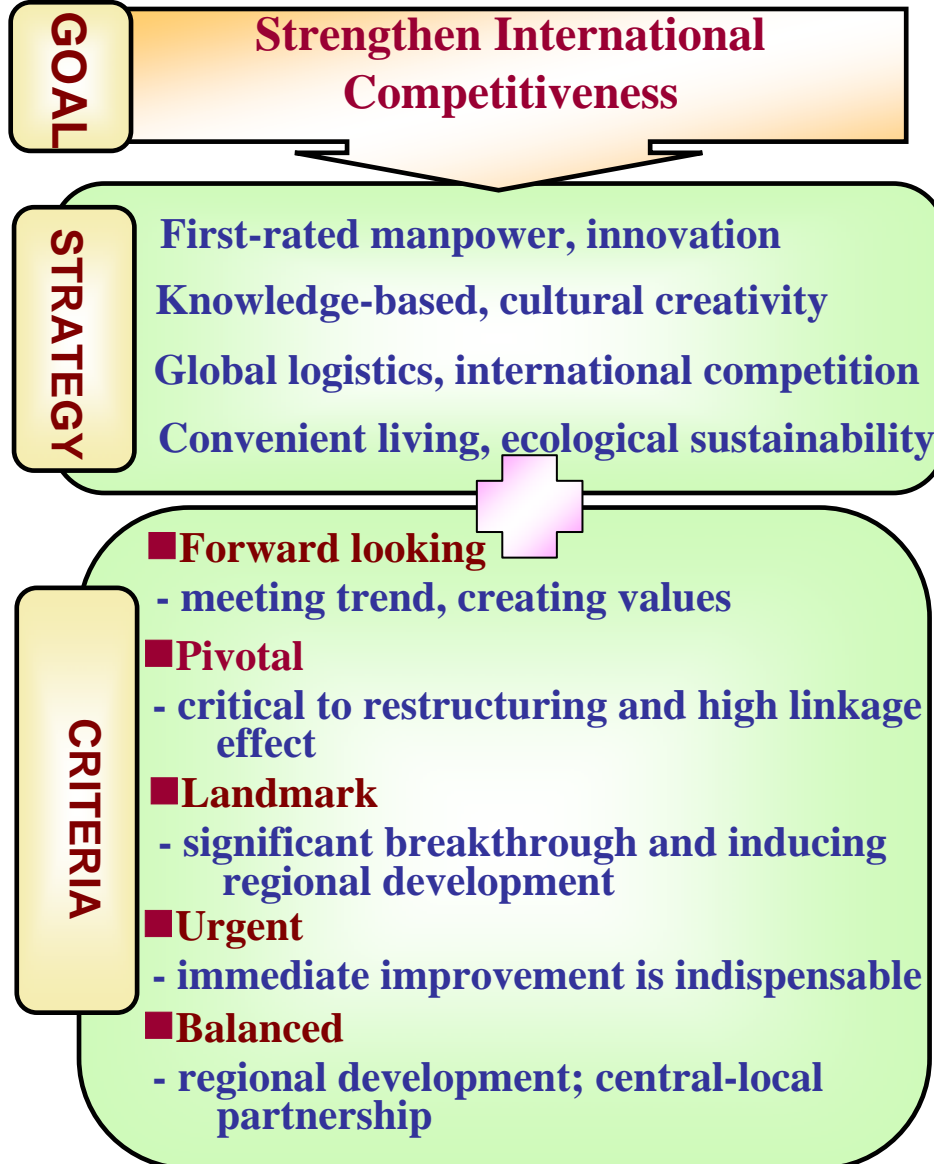 GOAL
Strengthen International
Competitiveness
STRATEGY
First-rated manpower, innovation
Knowledge-based, cultural creativity
Global logistics, international competition
Convenient living, ecological sustainability
CRITERIA
■Forward looking
- meeting trend, creating values
■Pivotal
- critical to restructuring and high linkage
effect
■Landmark
- significant breakthrough and inducing
regional development
■Urgent
- immediate improvement is indispensable
■Balanced
- regional development; central-local
partnership